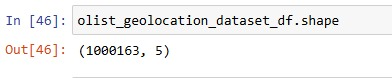 In [46]: olist_geolocation_dataset_df.shape
Out[46]: (1000163, 5)